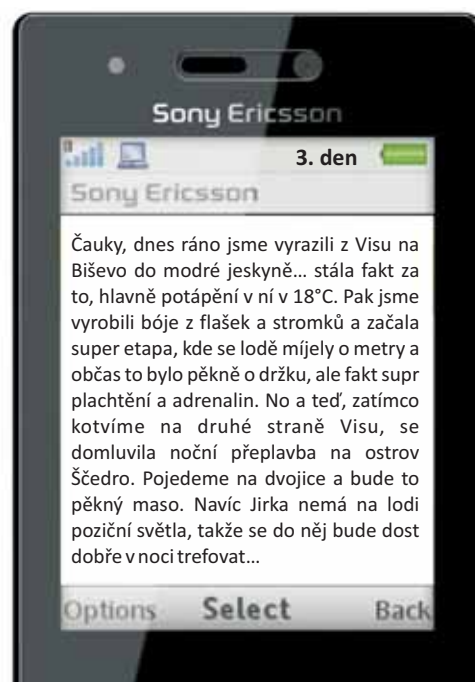 Sony Ericsson
3. den
Sony Ericsson
Čauky, dnes ráno jsme vyrazili z Visu na
Biševo do modré jeskyně... stála fakt za
to, hlavně potápění v ní v 18°C. Pak jsme
vyrobili bóje z flašek a stromků a začala
super etapa, kde se lodě míjely o metry a
občas to bylo pěkně o držku, ale fakt supr
plachtění a adrenalin. No a teď, zatímco
kotvíme na druhé straně Visu, se
domluvila noční přeplavba na ostrov
Ščedro. Pojedeme na dvojice a bude to
pěkný maso. Navíc Jirka nemá na lodi
poziční světla, takže se do něj bude dost
dobře v noci trefovat...
Options Select Back